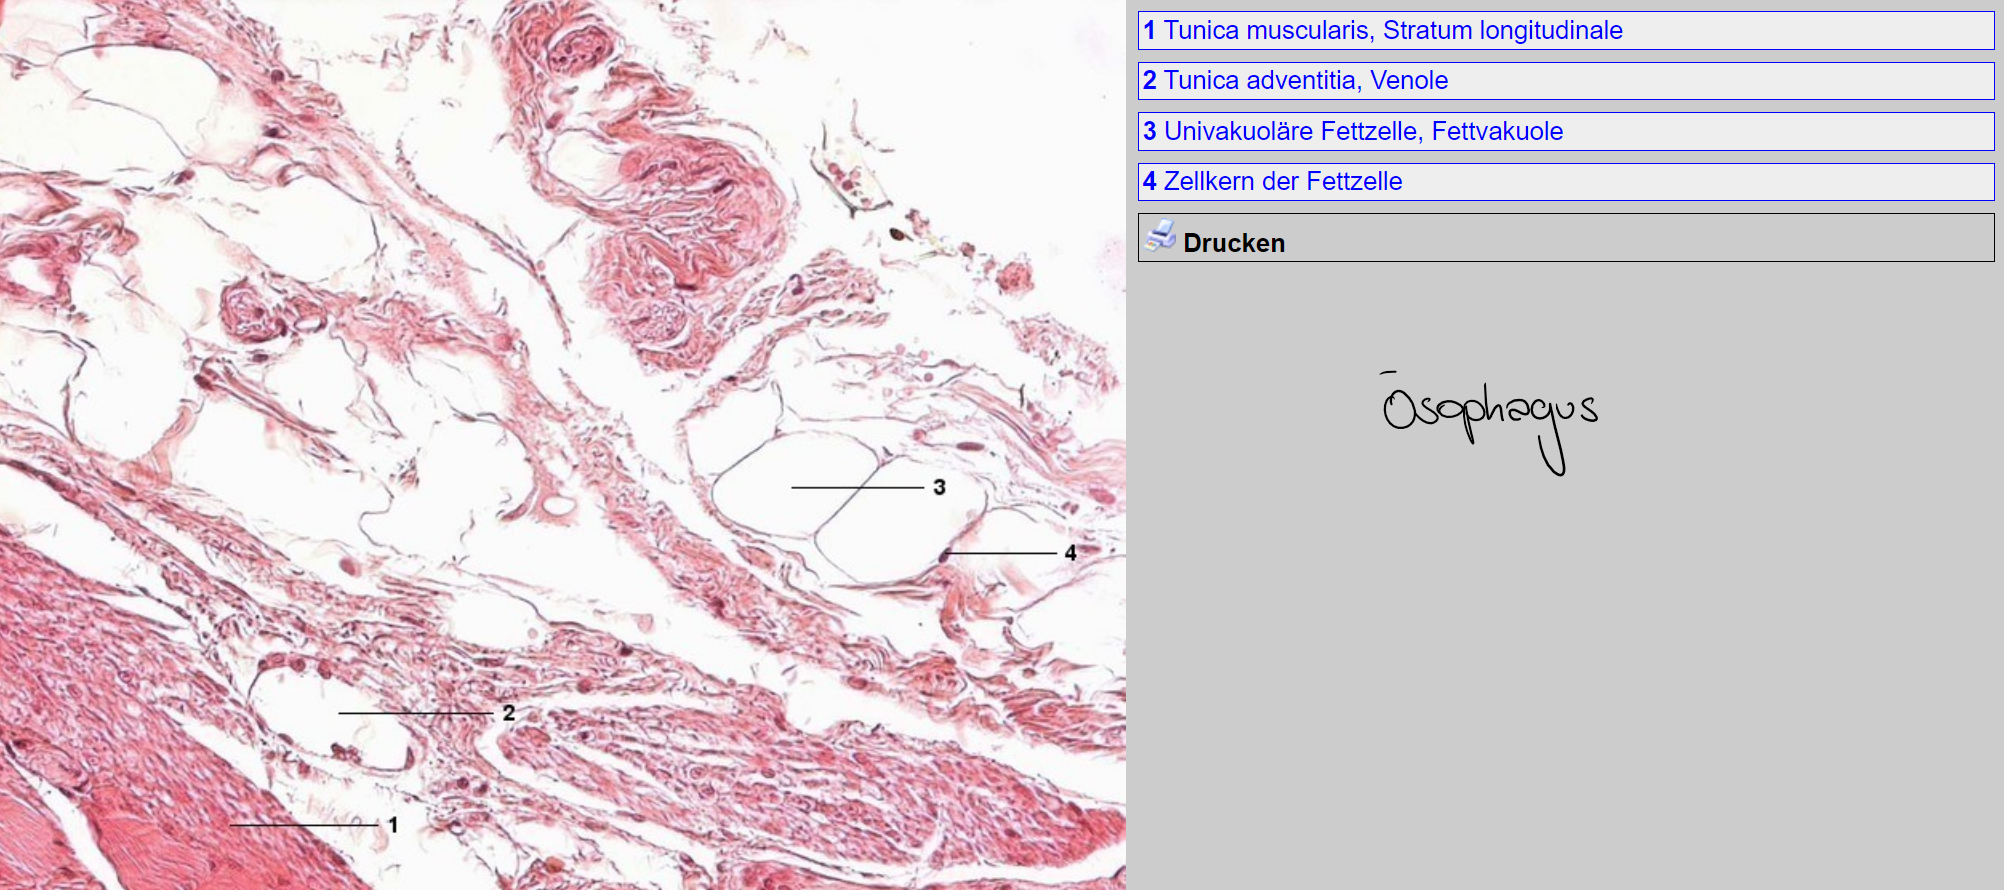 1 Tunica muscularis, Stratum longitudinale
2 Tunica adventitia, Venole
3 Univakuoläre Fettzelle, Fettvakuole
4 Zellkern der Fettzelle
Drucken
Ösophagus
3
4
2
1